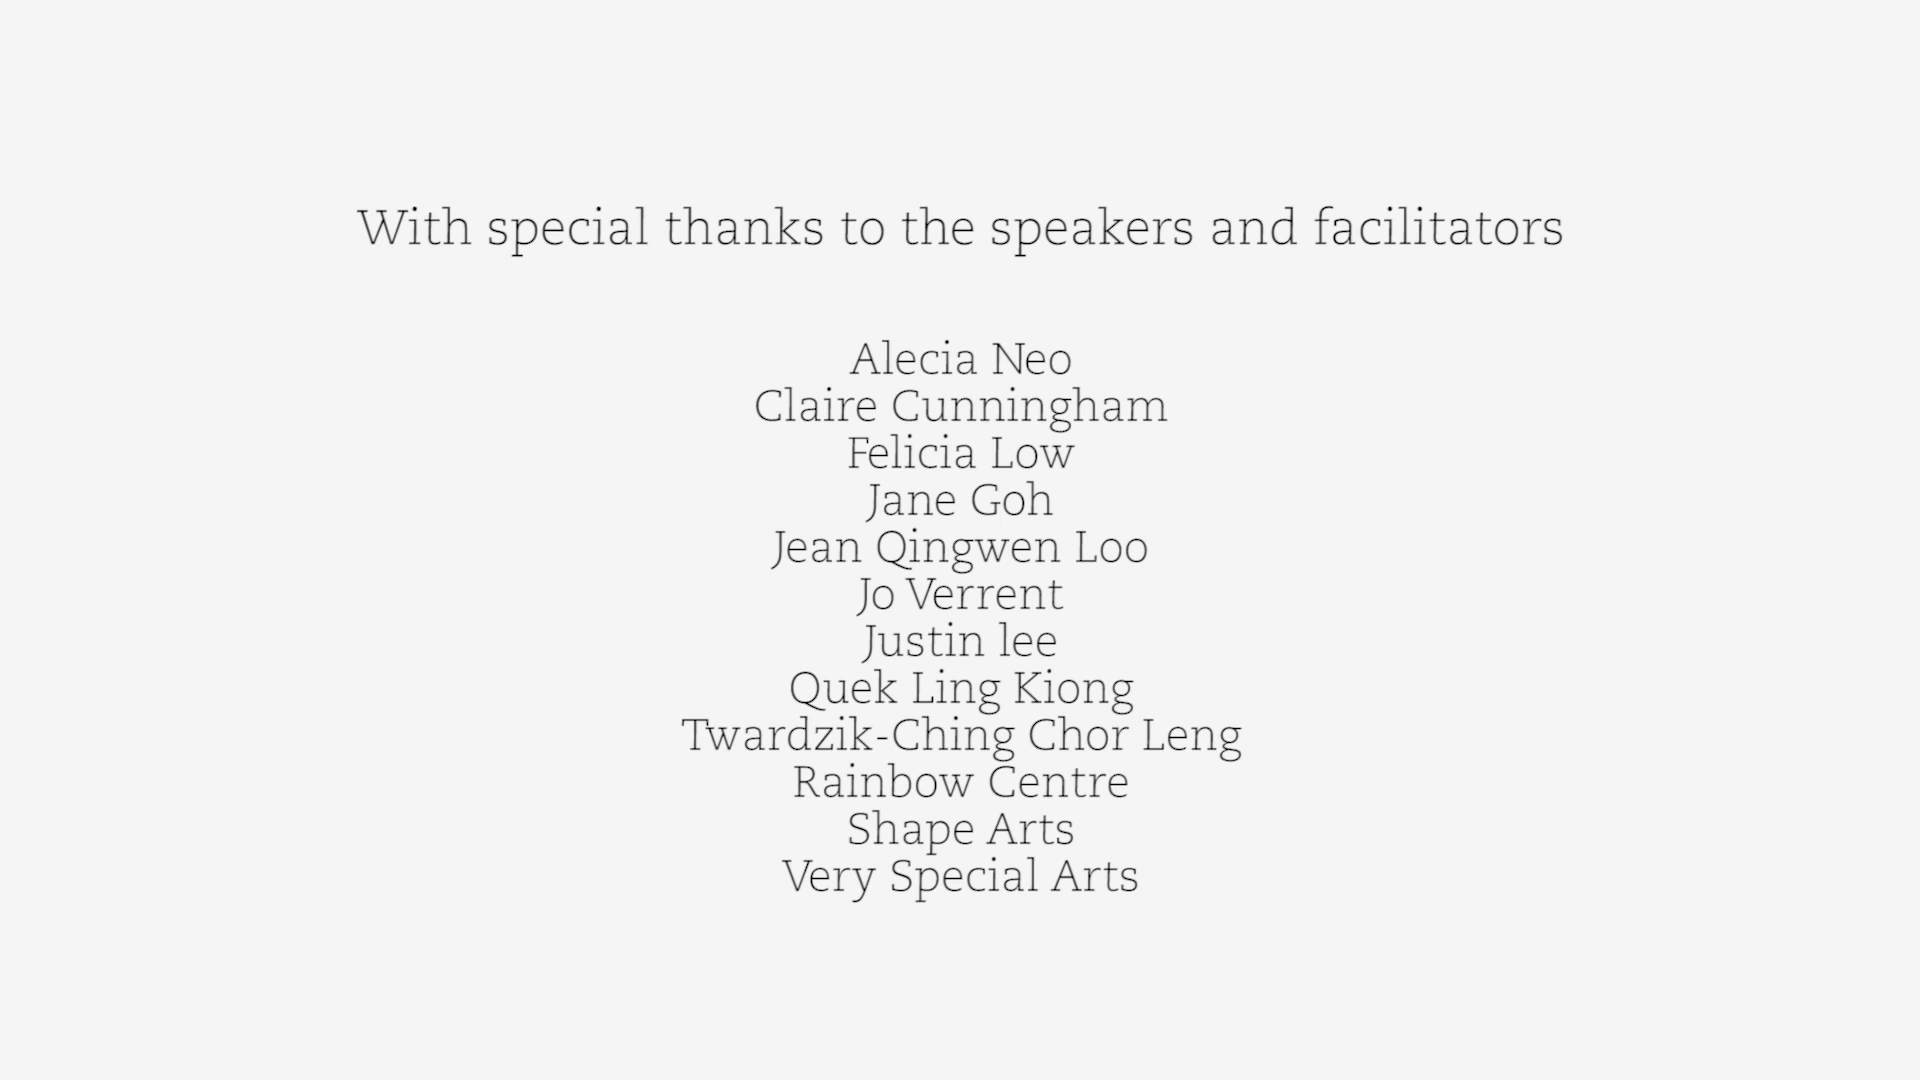 With special thanks to the speakers and facilitators
Alecia Neo
Claire Cunningham
Felicia Low
Jane Goh
Jean Qingwen Loo
Jo Verrent
Justin lee
Quek Ling Kiong
Twardzik-Ching Chor Leng
Rainbow Centre
Shape Arts
Very Special Arts